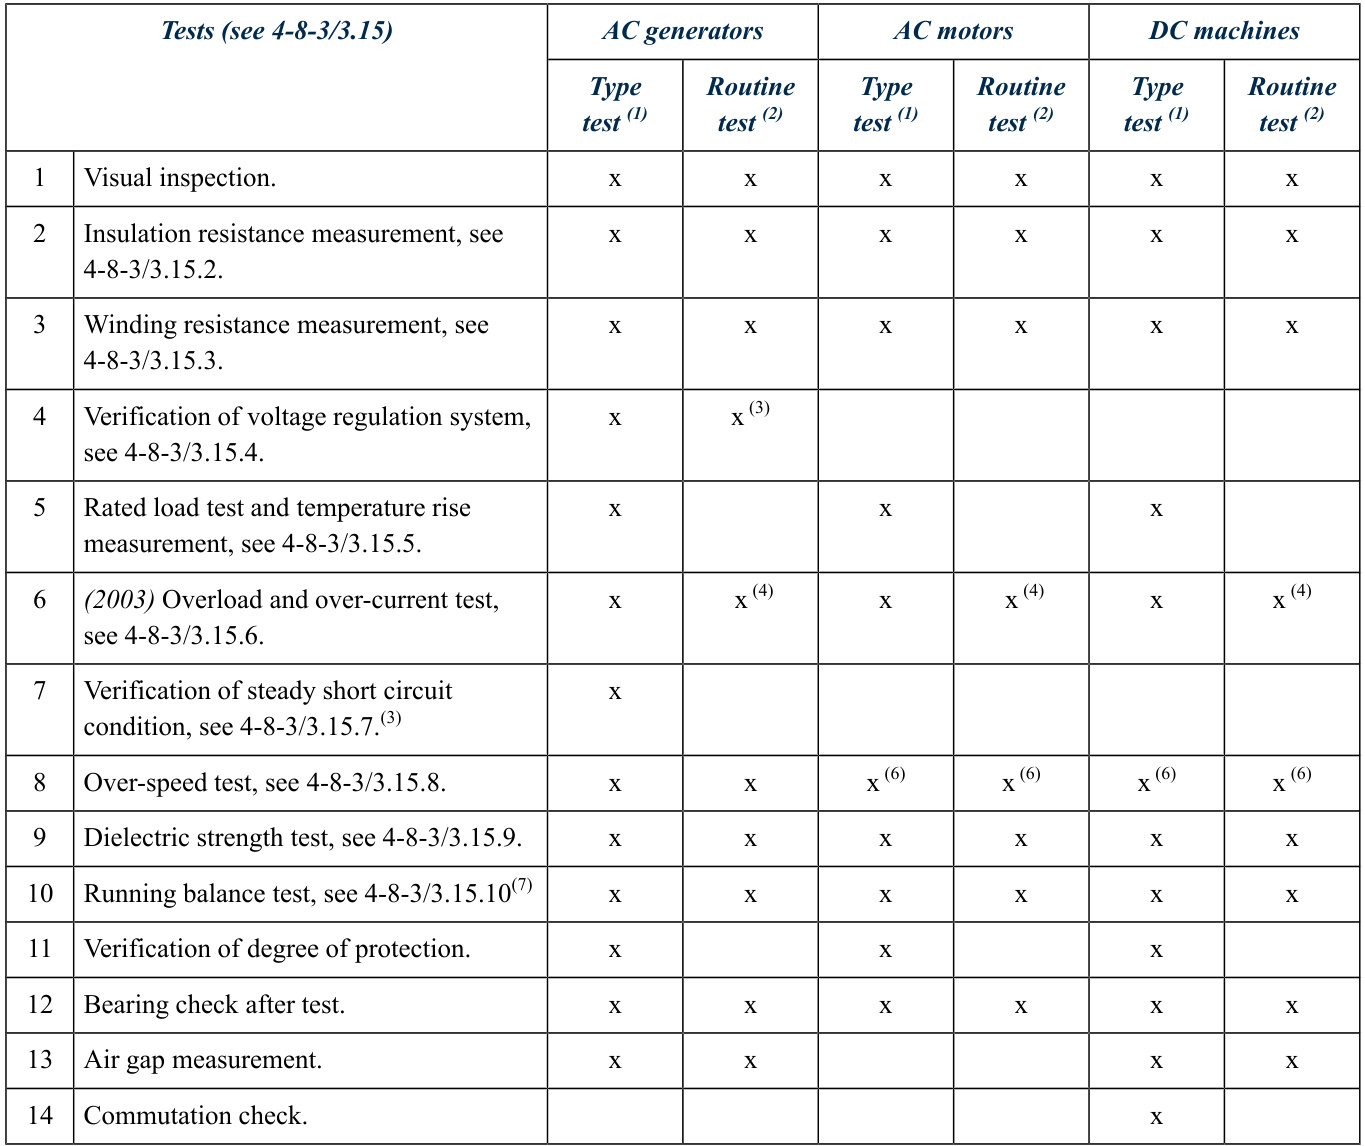 Tests (see 4-8-3/3.15) AC generators AC motors DC machines
Type test (1) Routine test (2) Type test (1) Routine test (2) Type test (1) Routine test (2)
1 Visual inspection. x x x x x x
2 Insulation resistance measurement, see x x x x x x
4-8-3/3.15.2.
3 Winding resistance measurement, see x x x x x x
4-8-3/3.15.3.
4 Verification of voltage regulation system, x x (3)
see 4-8-3/3.15.4.
5 Rated load test and temperature rise x x x
measurement, see 4-8-3/3.15.5.
6 (2003) Overload and over-current test, x x (4) x x (4) x x (4)
see 4-8-3/3.15.6.
7 Verification of steady short circuit x
condition, see 4-8-3/3.15.7.(3)
8 Over-speed test, see 4-8-3/3.15.8. x x x (6) x (6) x (6) x (6)
9 Dielectric strength test, see 4-8-3/3.15.9. x x x x x x
10 Running balance test, see 4-8-3/3.15.10(7) x x x x x x
11 Verification of degree of protection. x x x
12 Bearing check after test. x x x x x x
13 Air gap measurement. x x x x
14 Commutation check. x